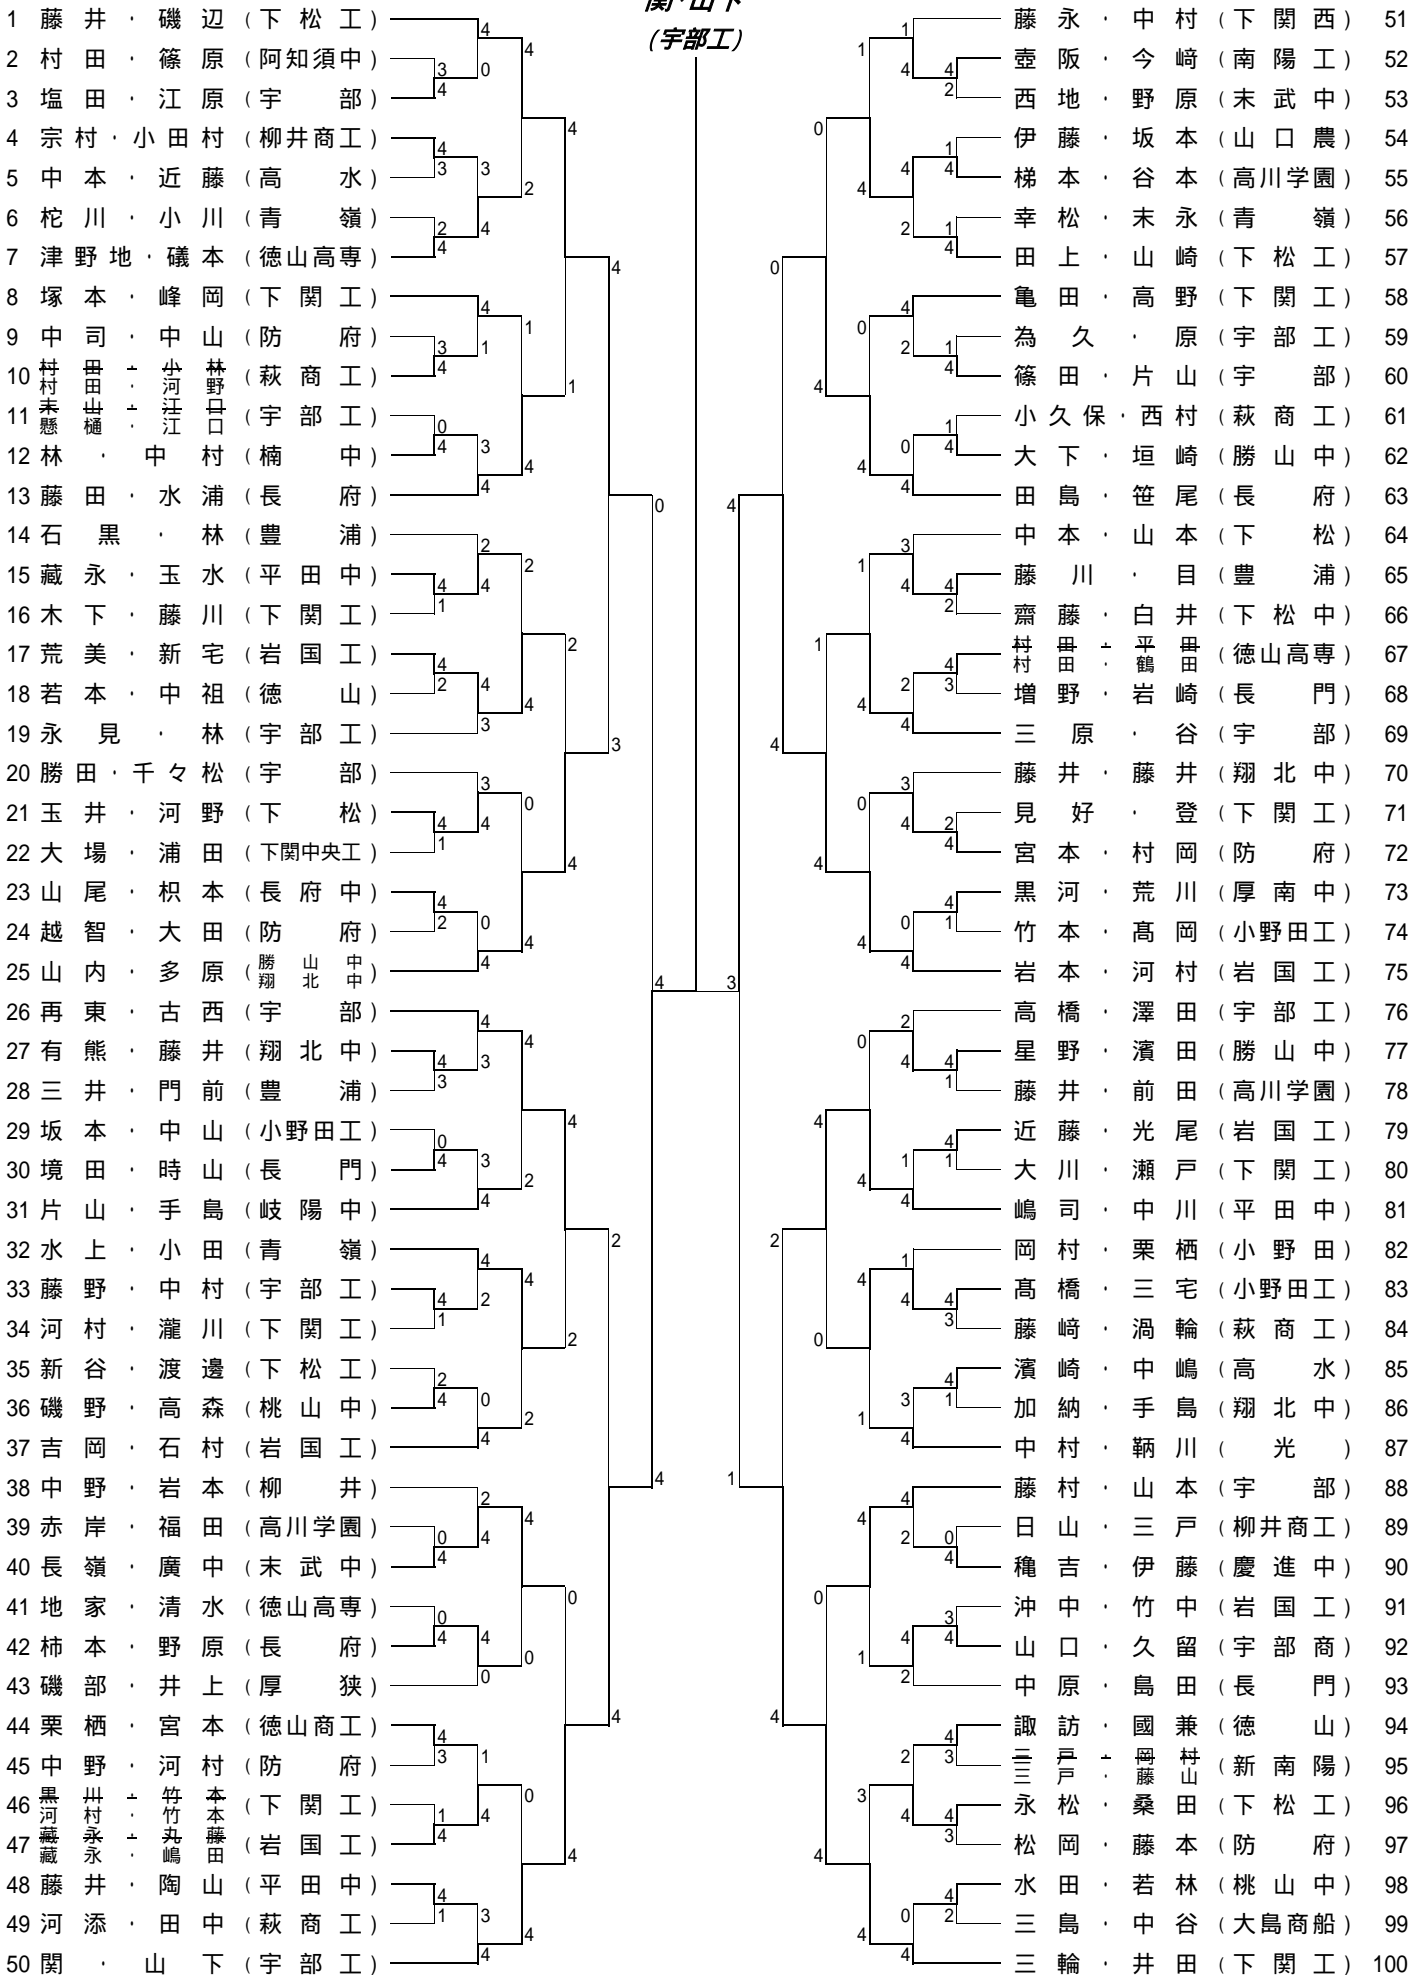 関・山下
(宇部工)
1 藤井・磯辺 (下松工)
2 村田・篠原 (阿知須中)
3 塩田・江原 (宇部)
4 宗村・小田村 (柳井商工)
5 中本・近藤 (高水)
6 柁川・小川 (青嶺)
7 津野地・礒本 (徳山高専)
8 塚本・峰岡 (下関工)
9 中司・中山 (防府)
10 村田・小林 村田・河野 (萩商工)
11 末山・江口 懸樋・江口 (宇部工)
12 林・中村 (楠中)
13 藤田・水浦 (長府)
14 石黒・林 (豊浦)
15 藏永・玉水 (平田中)
16 木下・藤川 (下関工)
17 荒美・新宅 (岩国工)
18 若本・中祖 (徳山)
19 永見・林 (宇部工)
20 勝田・千々松 (宇部)
21 玉井・河野 (下松)
22 大場・浦田 (下関中央工)
23 山尾・枳本 (長府中)
24 越智・大田 (防府)
25 山内・多原 (勝山中 翔北中)
26 再東・古西 (宇部)
27 有熊・藤井 (翔北中)
28 三井・門前 (豊浦)
29 坂本・中山 (小野田工)
30 境田・時山 (長門)
31 片山・手島 (岐陽中)
32 水上・小田 (青嶺)
33 藤野・中村 (宇部工)
34 河村・瀧川 (下関工)
35 新谷・渡邊 (下松工)
36 磯野・高森 (桃山中)
37 吉岡・石村 (岩国工)
38 中野・岩本 (柳井)
39 赤岸・福田 (高川学園)
40 長嶺・廣中 (末武中)
41 地家・清水 (徳山高専)
42 柿本・野原 (長府)
43 磯部・井上 (厚狭)
44 栗栖・宮本 (徳山商工)
45 中野・河村 (防府)
46 黒川・竹本 河村・竹本 (下関工)
47 藏永・丸藤 藏永・嶋田 (岩国工)
48 藤井・陶山 (平田中)
49 河添・田中 (萩商工)
50 関・山下 (宇部工)
藤永・中村 (下関西) 51
壺阪・今﨑 (南陽工) 52
西地・野原 (末武中) 53
伊藤・坂本 (山口農) 54
梯本・谷本 (高川学園) 55
幸松・末永 (青嶺) 56
田上・山崎 (下松工) 57
亀田・高野 (下関工) 58
為久・原 (宇部工) 59
篠田・片山 (宇部) 60
小久保・西村 (萩商工) 61
大下・垣崎 (勝山中) 62
田島・笹尾 (長府) 63
中本・山本 (下松) 64
藤川・目 (豊浦) 65
齋藤・白井 (下松中) 66
村田・平田 村田・鶴田 (徳山高専) 67
増野・岩崎 (長門) 68
三原・谷 (宇部) 69
藤井・藤井 (翔北中) 70
見好・登 (下関工) 71
宮本・村岡 (防府) 72
黒河・荒川 (厚南中) 73
竹本・髙岡 (小野田工) 74
岩本・河村 (岩国工) 75
高橋・澤田 (宇部工) 76
星野・濱田 (勝山中) 77
藤井・前田 (高川学園) 78
近藤・光尾 (岩国工) 79
大川・瀬戸 (下関工) 80
嶋司・中川 (平田中) 81
岡村・栗栖 (小野田) 82
髙橋・三宅 (小野田工) 83
藤﨑・渦輪 (萩商工) 84
濱崎・中嶋 (高水) 85
加納・手島 (翔北中) 86
中村・鞆川 (光) 87
藤村・山本 (宇部) 88
日山・三戸 (柳井商工) 89
穐吉・伊藤 (慶進中) 90
沖中・竹中 (岩国工) 91
山口・久留 (宇部商) 92
中原・島田 (長門) 93
諏訪・國兼 (徳山) 94
三戸・岡村 三戸・藤山 (新南陽) 95
永松・桑田 (下松工) 96
松岡・藤本 (防府) 97
水田・若林 (桃山中) 98
三島・中谷 (大島商船) 99
三輪・井田 (下関工) 100